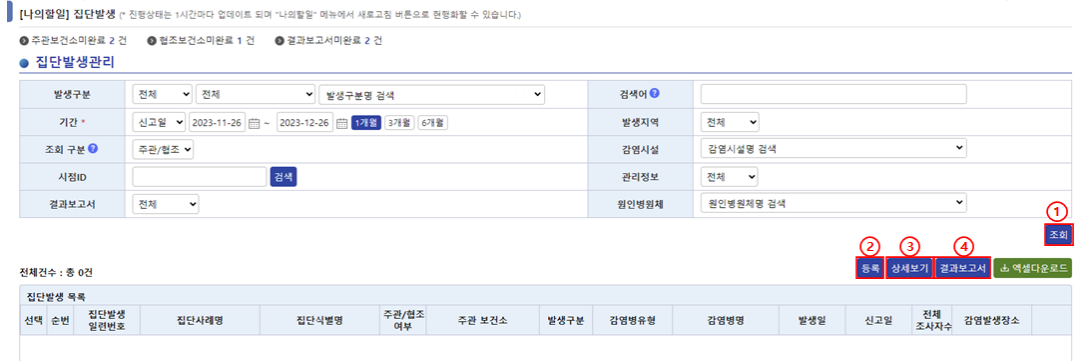 [나의할일] 집단발생 (* 진행상태는 1시간마다 업데이트 되며 "나의할일" 메뉴에서 새로고침 버튼으로 현행화할 수 있습니다.)
주관보건소미완료 2 건 협조보건소미완료 1 건 결과보고서미완료 2 건
집단발생관리
발생구분 전체 전체 발생구분명 검색 검색어 ?
기간 * 신고일 2023-11-26 ~ 2023-12-26 1개월 3개월 6개월 발생지역 전체
조회 구분 ? 주관/협조 감염시설 감염시설명 검색
시점ID 검색 관리정보 전체
결과보고서 전체 원인병원체 원인병원체명 검색
1
조회
2 3 4
등록 상세보기 결과보고서 엑셀다운로드
전체건수 : 총 0건
집단발생 목록
선택 순번 집단발생 일련번호 집단사례명 집단식별명 주관/협조 여부 주관 보건소 발생구분 감염병유형 감염병명 발생일 신고일 전체 조사자수 감염발생장소